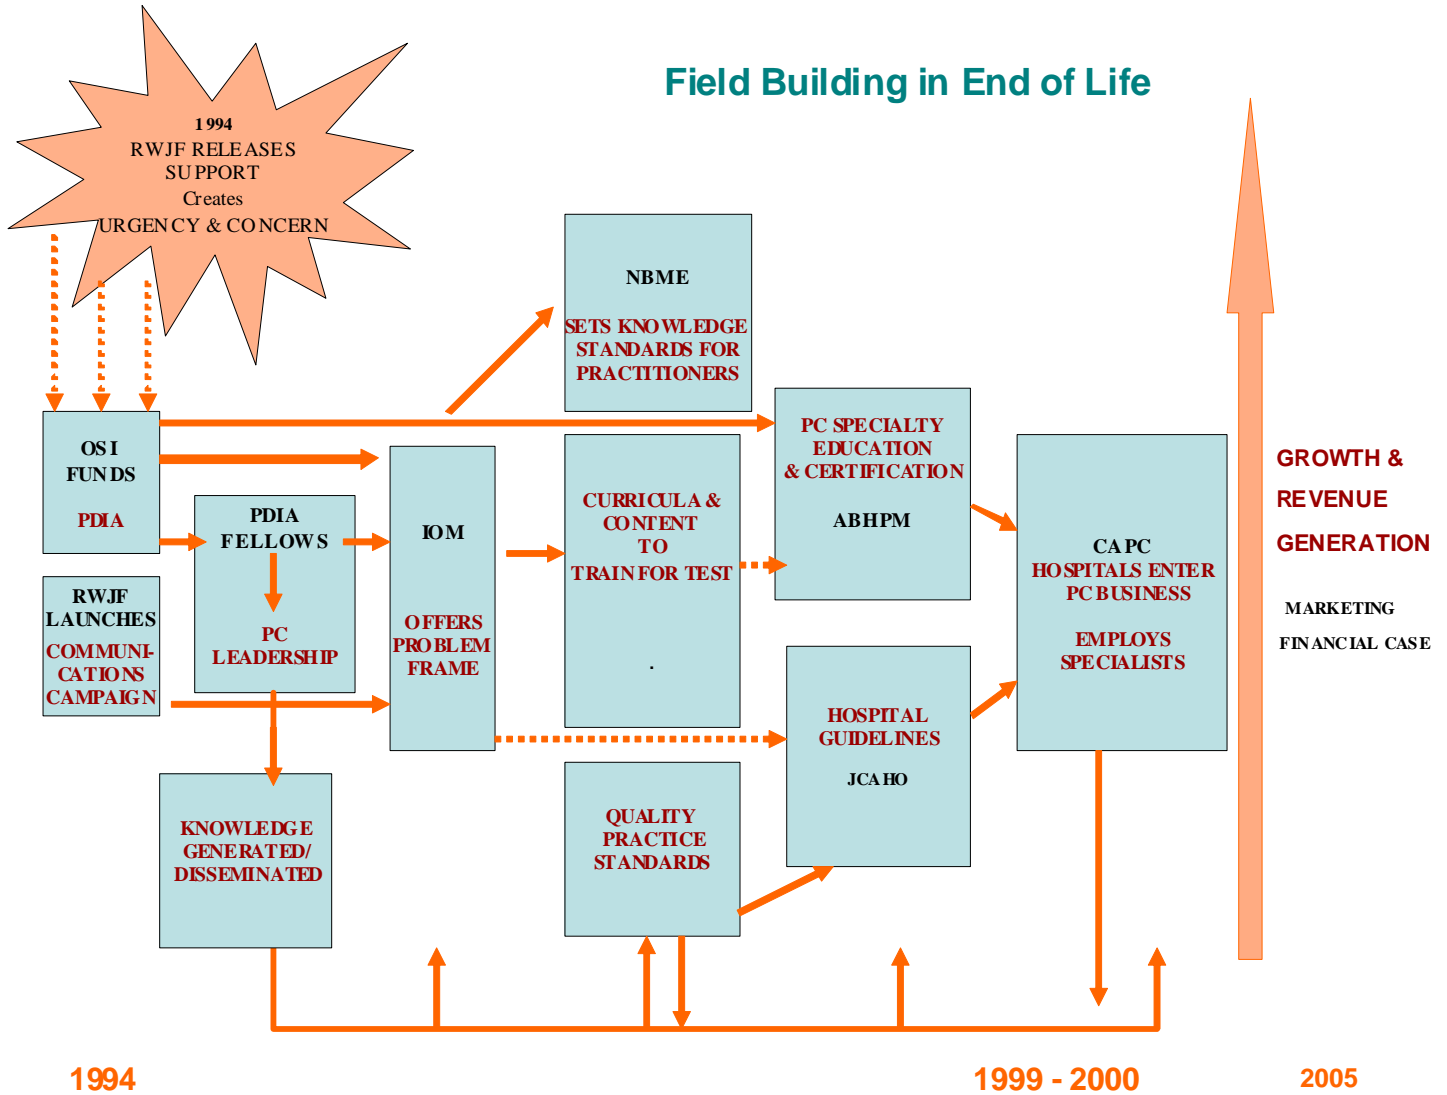 Field Building in End of Life
1994
RWJF RELEASES
SUPPORT
Creates
URGENCY & CONCERN
NBME
SETS KNOWLEDGE
STANDARDS FOR
PRACTITIONERS
OSI
FUNDS
PDIA
PDIA
FELLOWS
PC
LEADERSHIP
RWJF
LAUNCHES
COMMUNI-
CATIONS
CAMPAIGN
IOM
OFFERS
PROBLEM
FRAME
CURRICULA &
CONTENT
TO
TRAIN FOR TEST
.
PC SPECIALTY
EDUCATION
& CERTIFICATION
ABHPM
CAPC
HOSPITALS ENTER
PC BUSINESS
EMPLOYS
SPECIALISTS
GROWTH &
REVENUE
GENERATION
MARKETING
FINANCIAL CASE
HOSPITAL
GUIDELINES
JCAHO
QUALITY
PRACTICE
STANDARDS
KNOWLEDGE
GENERATED/
DISSEMINATED
1994
1999 - 2000
2005